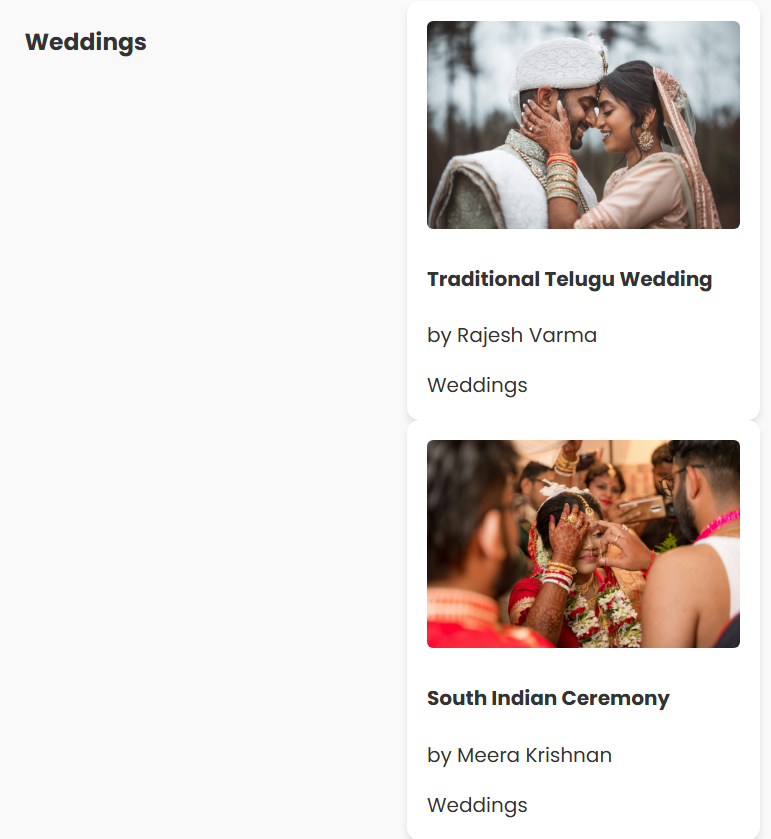 Weddings
Traditional Telugu Wedding
by Rajesh Varma
Weddings
South Indian Ceremony
by Meera Krishnan
Weddings